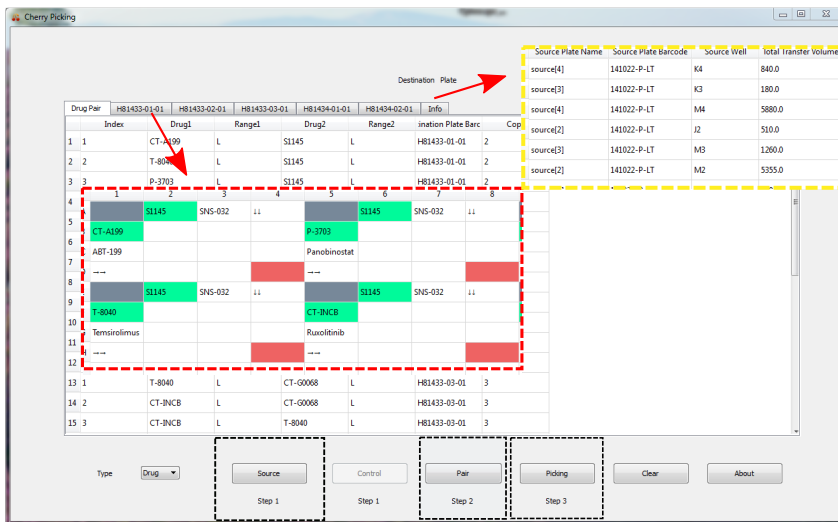 Cherry Picking
Source Plate Name Source Plate Barcode Source Well Total Transfer Volume
source[4] 141022-P-LT K4 840.0
source[3] 141022-P-LT K3 180.0
source[4] 141022-P-LT M4 5880.0
source[2] 141022-P-LT J2 510.0
source[3] 141022-P-LT M3 1260.0
source[2] 141022-P-LT M2 5355.0
Destination Plate
Drug Pair H81433-01-01 H81433-02-01 H81433-03-01 H81434-01-01 H81434-02-01 Info
Index Drug1 Range1 Drug2 Range2 ination Plate Barc Cop
1 1 CT-A199 L S1145 L H81433-01-01 2
2 2 T-8040 L S1145 L H81433-01-01 2
3 3 P-3703 L S1145 L H81433-01-01 2
4
5
6
7
8
9
10
11
12
1 2 3 4 5 6 7 8
A S1145 SNS-032 ↓↓ S1145 SNS-032 ↓↓
CT-A199 P-3703
C ABT-199 Panobinostat
→→ →→
S1145 SNS-032 ↓↓ S1145 SNS-032 ↓↓
T-8040 CT-INCB
Temsirolimus Ruxolitinib
H →→ →→
13 1 T-8040 L CT-G0068 L H81433-03-01 3
14 2 CT-INCB L CT-G0068 L H81433-03-01 3
15 3 CT-INCB L T-8040 L H81433-03-01 3
Type Drug Source Control Pair Picking Clear About
Step 1 Step 1 Step 2 Step 3